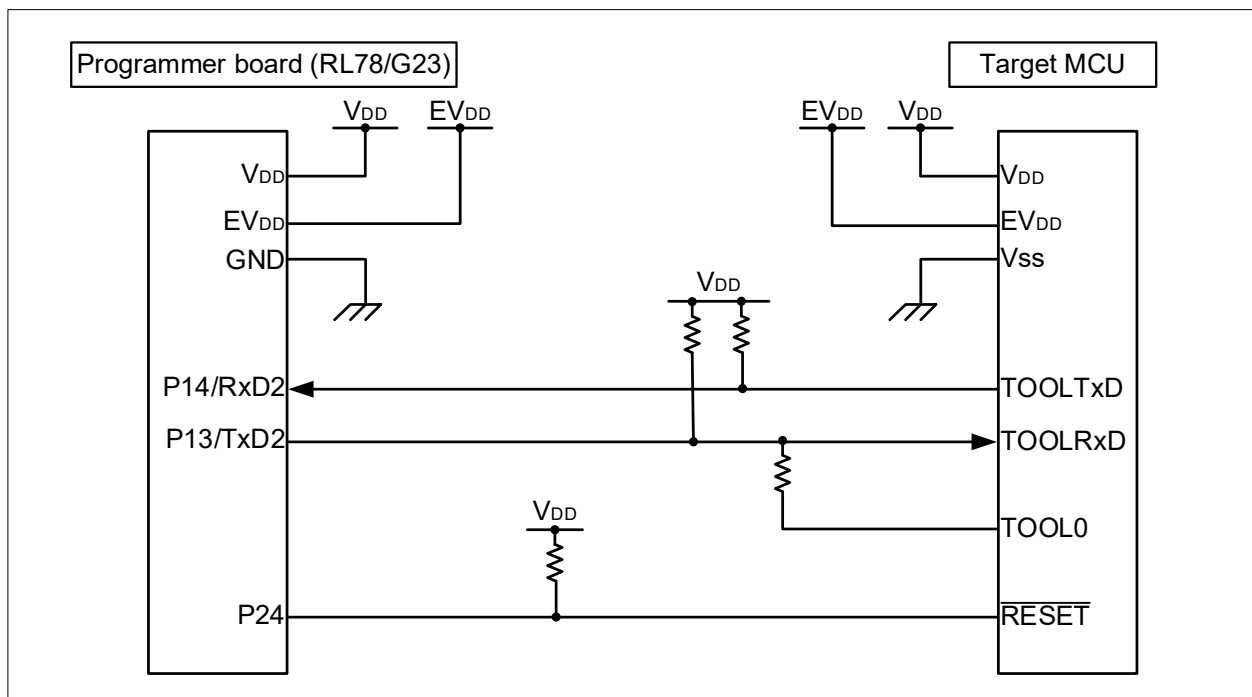 Programmer board (RL78/G23)
Target MCU
VDD
EVDD
EVDD
VDD
VDD
VDD
EVDD
EVDD
GND
Vss
VDD
P14/RxD2
TOOLTxD
P13/TxD2
TOOLRxD
VDD
TOOL0
P24
RESET